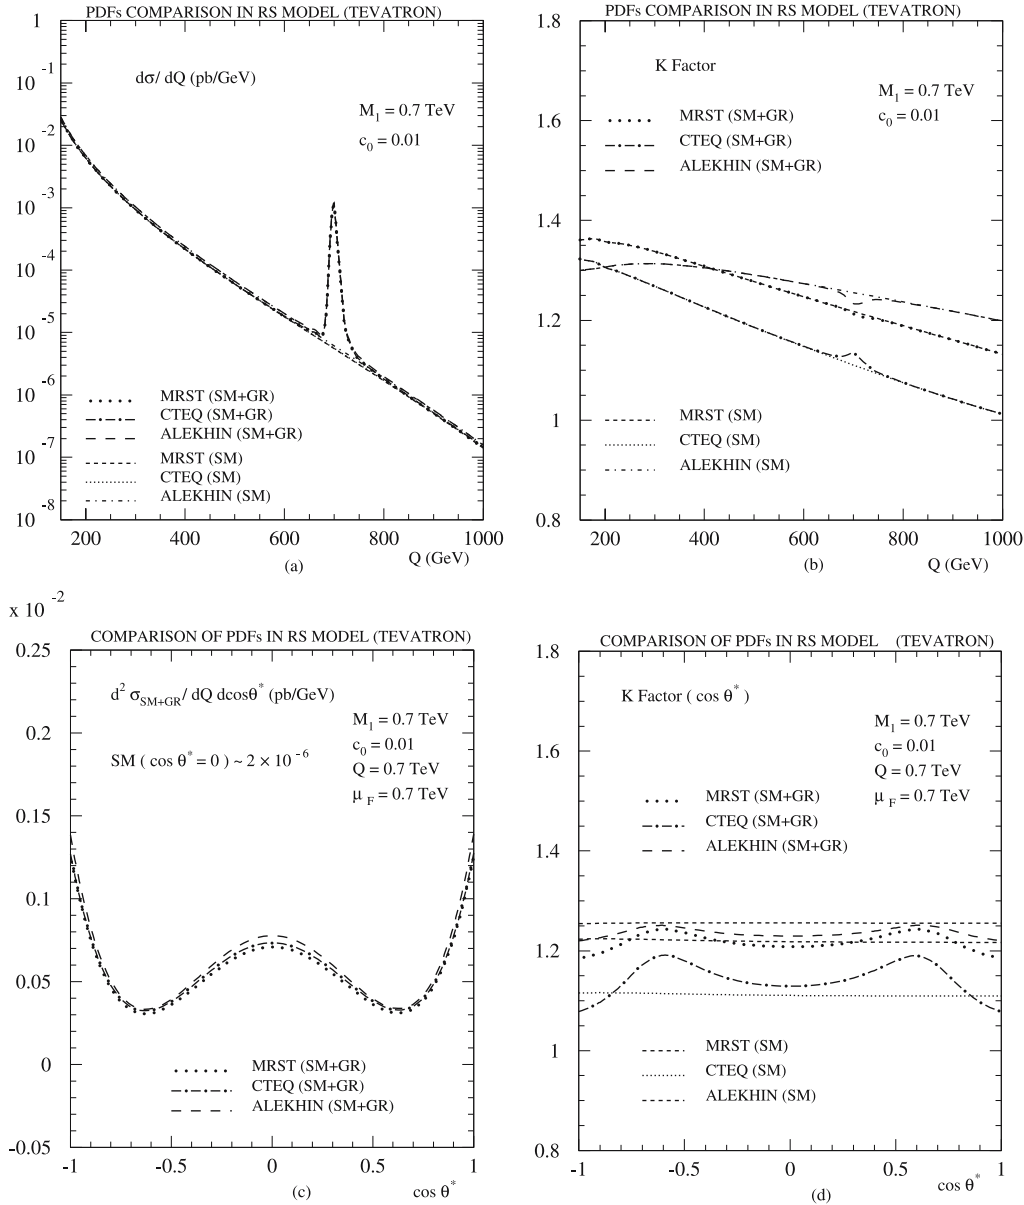 PDFs COMPARISON IN RS MODEL (TEVATRON)
1
10^-1
10^-2
10^-3
10^-4
10^-5
10^-6
10^-7
10^-8
dσ/ dQ (pb/GeV)
M_1 = 0.7 TeV
c_0 = 0.01
MRST (SM+GR)
CTEQ (SM+GR)
ALEKHIN (SM+GR)
MRST (SM)
CTEQ (SM)
ALEKHIN (SM)
200 400 600 800 1000
Q (GeV)
(a)
PDFs COMPARISON IN RS MODEL (TEVATRON)
1.8
1.6
1.4
1.2
1
0.8
K Factor
M_1 = 0.7 TeV
c_0 = 0.01
MRST (SM+GR)
CTEQ (SM+GR)
ALEKHIN (SM+GR)
MRST (SM)
CTEQ (SM)
ALEKHIN (SM)
200 400 600 800 1000
Q (GeV)
(b)
x 10^-2
COMPARISON OF PDFs IN RS MODEL (TEVATRON)
0.25
0.2
0.15
0.1
0.05
0
-0.05
d^2 σ_SM+GR/ dQ dcosθ^* (pb/GeV)
M_1 = 0.7 TeV
c_0 = 0.01
SM ( cos θ^* = 0 ) ~ 2 × 10^-6
Q = 0.7 TeV
μ_F = 0.7 TeV
MRST (SM+GR)
CTEQ (SM+GR)
ALEKHIN (SM+GR)
-1 -0.5 0 0.5 1
cos θ^*
(c)
COMPARISON OF PDFs IN RS MODEL (TEVATRON)
1.8
1.6
1.4
1.2
1
0.8
K Factor ( cos θ^* )
M_1 = 0.7 TeV
c_0 = 0.01
Q = 0.7 TeV
μ_F = 0.7 TeV
MRST (SM+GR)
CTEQ (SM+GR)
ALEKHIN (SM+GR)
MRST (SM)
CTEQ (SM)
ALEKHIN (SM)
-1 -0.5 0 0.5 1
cos θ^*
(d)